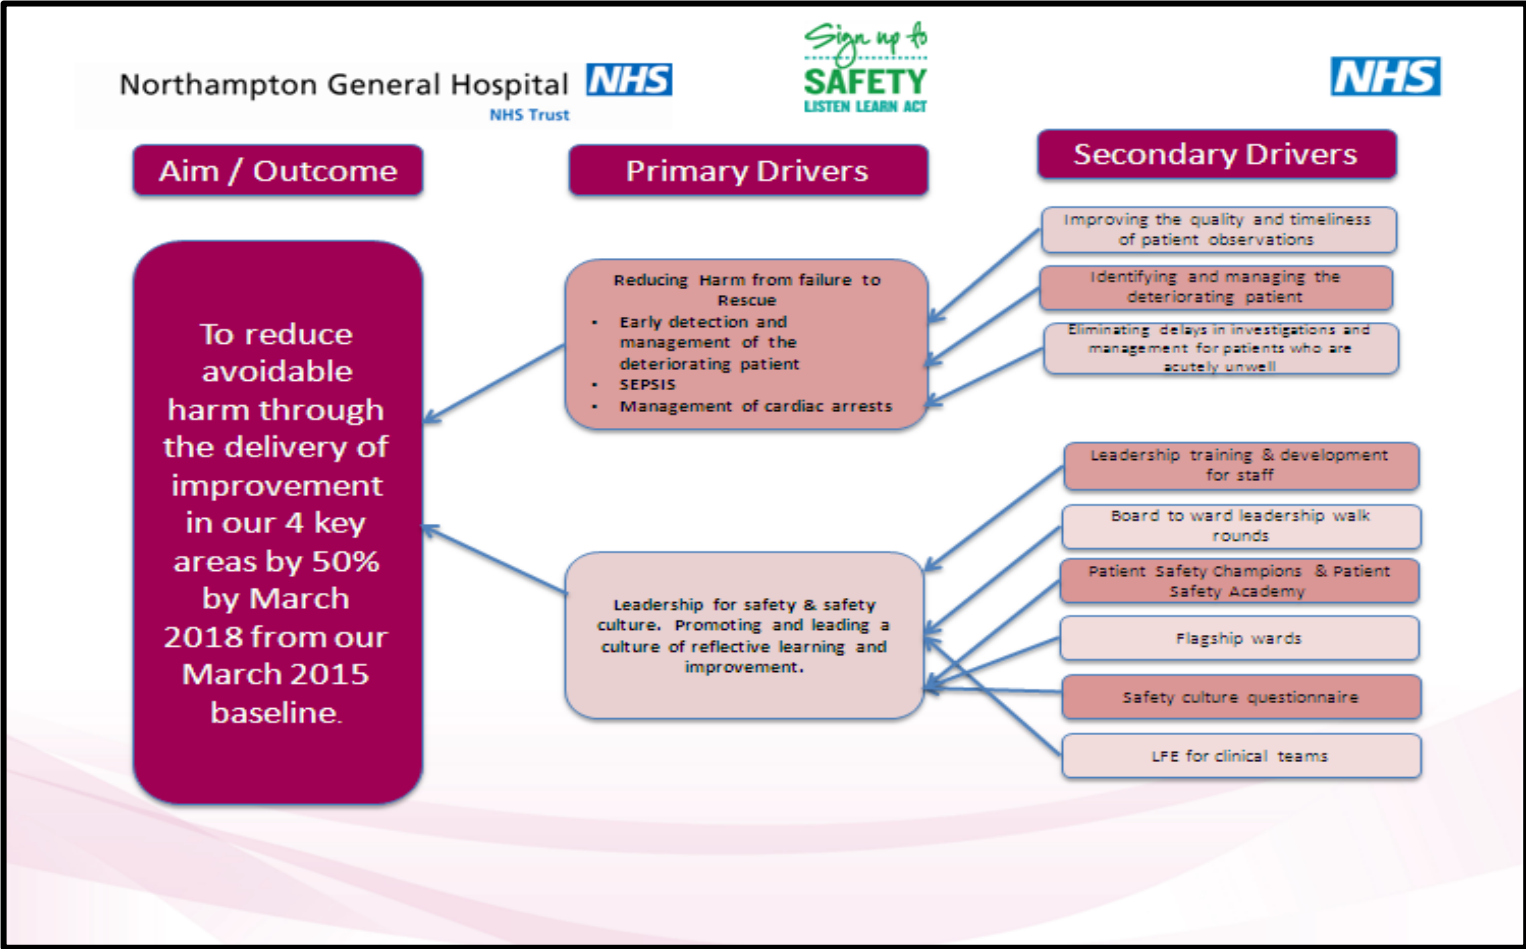 Northampton General Hospital NHS
NHS Trust
Sign up to
SAFETY
LISTEN LEARN ACT
NHS
Aim / Outcome
Primary Drivers
Secondary Drivers
To reduce
avoidable
harm through
the delivery of
improvement
in our 4 key
areas by 50%
by March
2018 from our
March 2015
baseline.
Reducing Harm from failure to
Rescue
• Early detection and
management of the
deteriorating patient
• SEPSIS
• Management of cardiac arrests
Leadership for safety & safety
culture. Promoting and leading a
culture of reflective learning and
improvement.
Improving the quality and timeliness
of patient observations
Identifying and managing the
deteriorating patient
Eliminating delays in investigations and
management for patients who are
acutely unwell
Leadership training & development
for staff
Board to ward leadership walk
rounds
Patient Safety Champions & Patient
Safety Academy
Flagship wards
Safety culture questionnaire
LFE for clinical teams